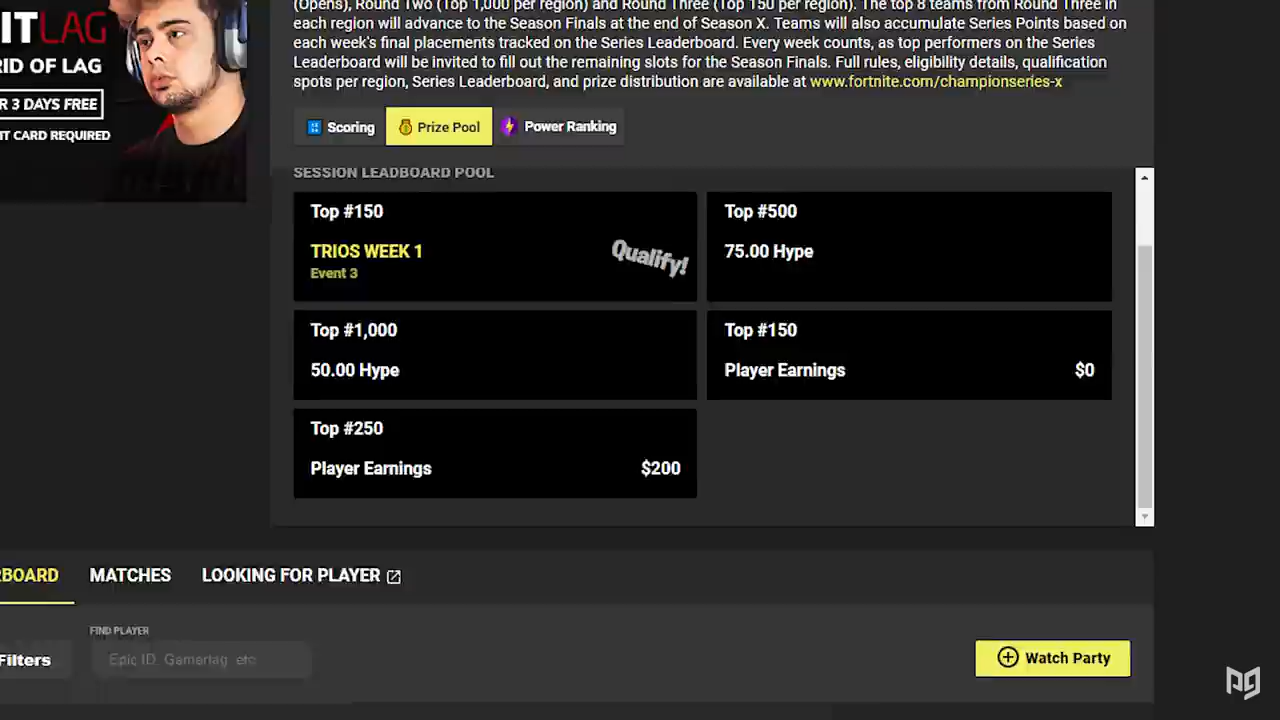 (Opens), Round Two (Top 1,000 per region) and Round Three (Top 150 per region). The top 8 teams from Round Three in
each region will advance to the Season Finals at the end of Season X. Teams will also accumulate Series Points based on
each week's final placements tracked on the Series Leaderboard. Every week counts, as top performers on the Series
Leaderboard will be invited to fill out the remaining slots for the Season Finals. Full rules, eligibility details, qualification
spots per region, Series Leaderboard, and prize distribution are available at www.fortnite.com/championseries-x
ITLAG
RID OF LAG
R 3 DAYS FREE
IT CARD REQUIRED
Scoring
Prize Pool
Power Ranking
SESSION LEADBOARD POOL
Top #150
TRIOS WEEK 1
Event 3
Qualify!
Top #500
75.00 Hype
Top #1,000
50.00 Hype
Top #150
Player Earnings $0
Top #250
Player Earnings $200
RBOARD
MATCHES
LOOKING FOR PLAYER
FIND PLAYER
Filters
Epic ID, Gamertag, etc
Watch Party